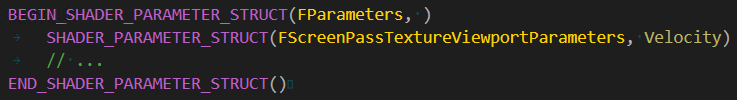 BEGIN_SHADER_PARAMETER_STRUCT(FParameters, )
    SHADER_PARAMETER_STRUCT(FScreenPassTextureViewportParameters, Velocity)
    // ...
END_SHADER_PARAMETER_STRUCT()